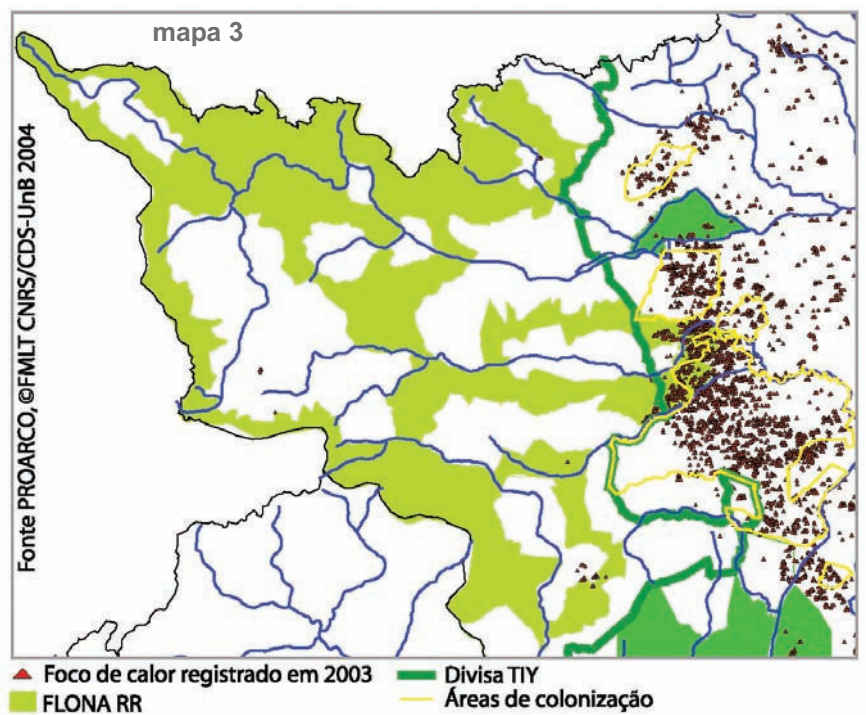 mapa 3
Fonte PROARCO, ©FMLT CNRS/CDS-UnB 2004
Foco de calor registrado em 2003
Divisa TIY
FLONA RR
Áreas de colonização